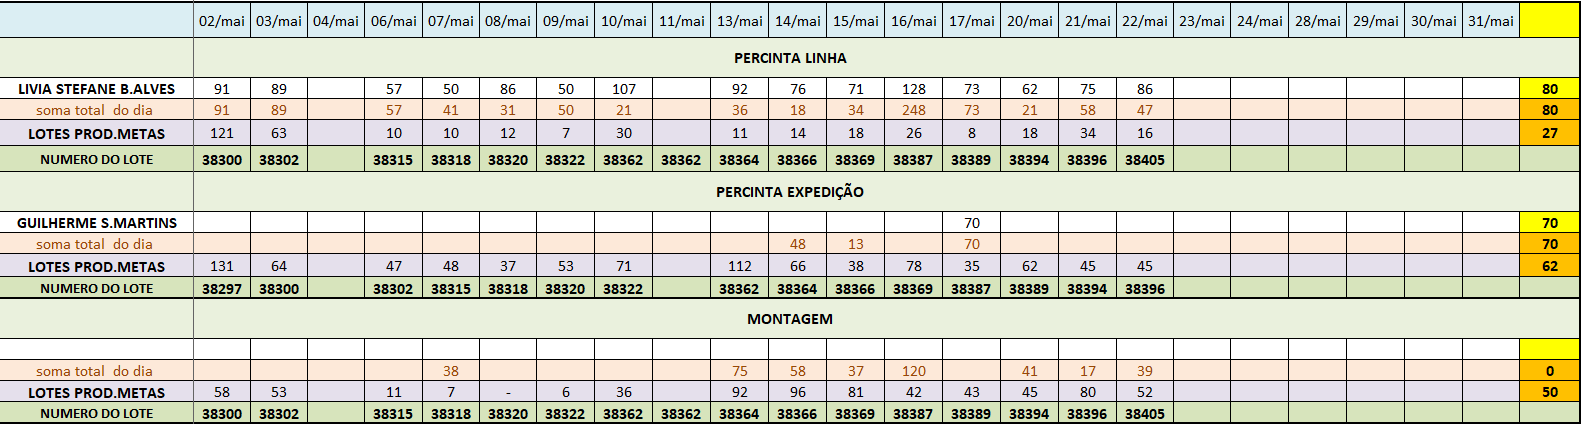 02/mai 03/mai 04/mai 06/mai 07/mai 08/mai 09/mai 10/mai 11/mai 13/mai 14/mai 15/mai 16/mai 17/mai 20/mai 21/mai 22/mai 23/mai 24/mai 28/mai 29/mai 30/mai 31/mai
PERCINTA LINHA
LIVIA STEFANE B.ALVES 91 89 57 50 86 50 107 92 76 71 128 73 62 75 86 80
soma total do dia 91 89 57 41 31 50 21 36 18 34 248 73 21 58 47 80
LOTES PROD.METAS 121 63 10 10 12 7 30 11 14 18 26 8 18 34 16 27
NUMERO DO LOTE 38300 38302 38315 38318 38320 38322 38362 38362 38364 38366 38369 38387 38389 38394 38396 38405
PERCINTA EXPEDIÇÃO
GUILHERME S.MARTINS 70 70
soma total do dia 48 13 70 70
LOTES PROD.METAS 131 64 47 48 37 53 71 112 66 38 78 35 62 45 45 62
NUMERO DO LOTE 38297 38300 38302 38315 38318 38320 38322 38362 38364 38366 38369 38387 38389 38394 38396
MONTAGEM
soma total do dia 38 75 58 37 120 41 17 39 0
LOTES PROD.METAS 58 53 11 7 - 6 36 92 96 81 42 43 45 80 52 50
NUMERO DO LOTE 38300 38302 38315 38318 38320 38322 38362 38362 38364 38366 38369 38387 38389 38394 38396 38405